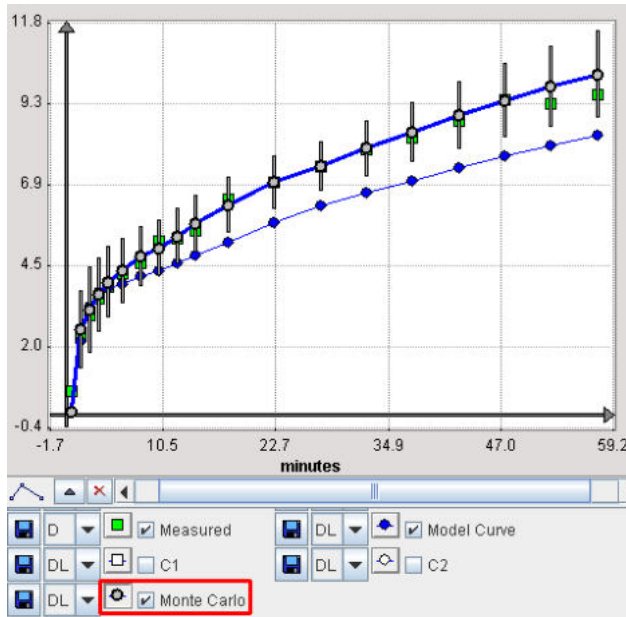 11.8
9.3
6.9
4.5
2.0
-0.4
-1.7 10.5 22.7 34.9 47.0 59.2
minutes
D Measured DL Model Curve
DL C1 DL C2
DL Monte Carlo